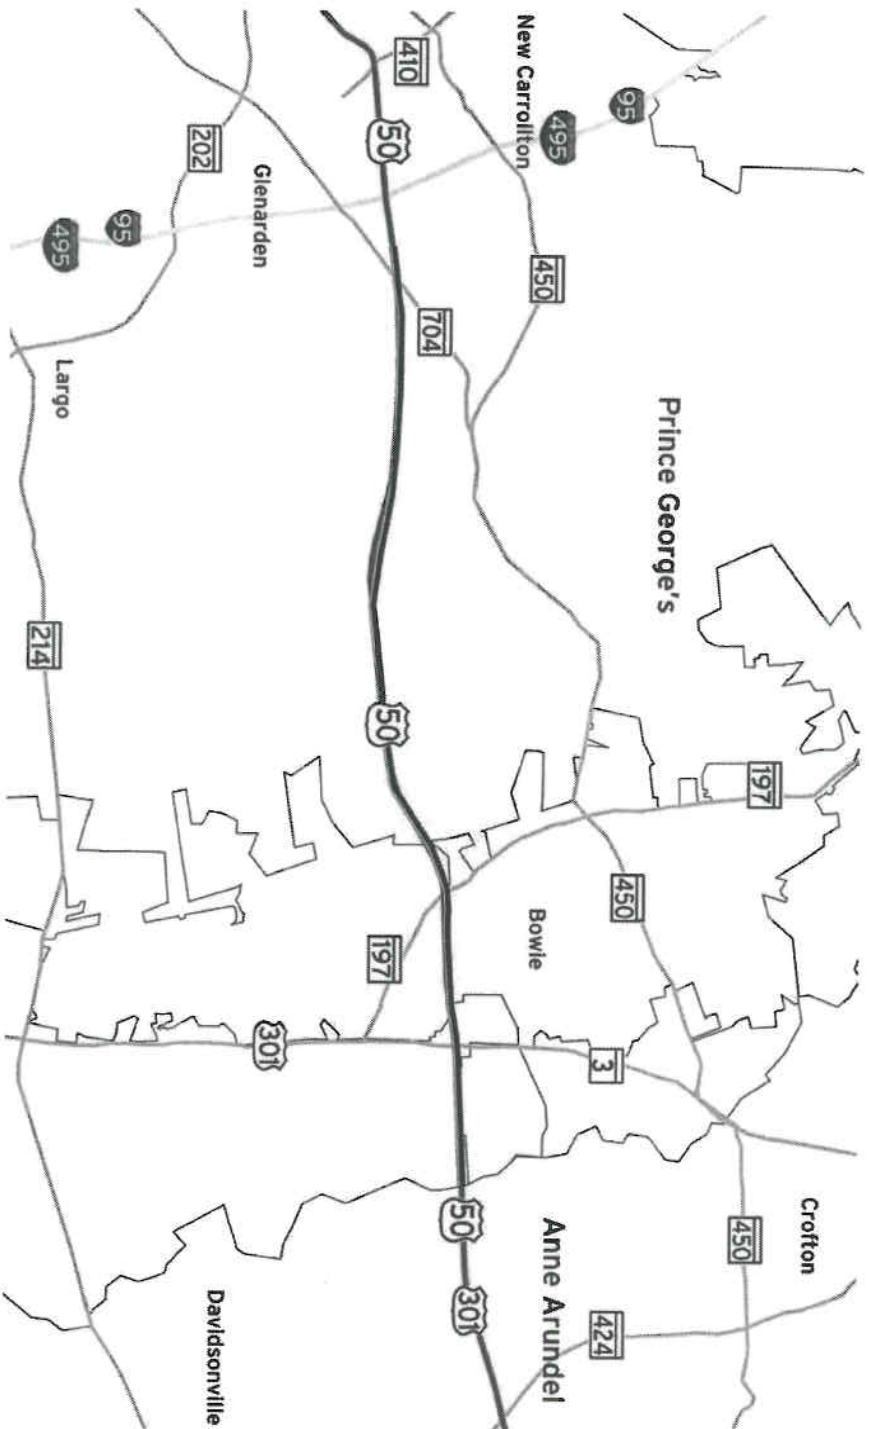 Crofton
197
450
Prince George's
95
450
3
424
495
Anne Arundel
450
Bowie
New Carrollton
50
301
704
410
50
50
197
301
Glenarden
Davidsonville
202
95
495
Largo
214